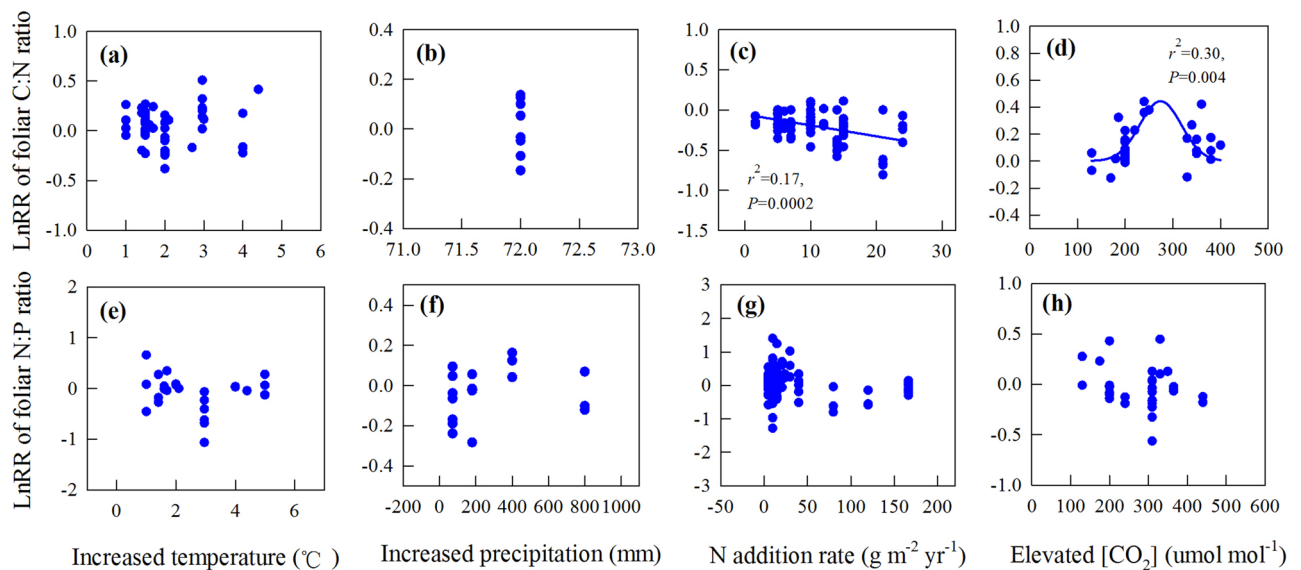 LnRR of foliar C:N ratio
(a)
1.0
0.5
0.0
0.5
1.0
0 2 4 6
(b)
0.4
0.2
0.0
-0.2
-0.4
71.0 71.5 72.0 72.5 73.0
(c)
1.0
0.5
0.0
-0.5
-1.0
-1.5
r²=0.17,
P=0.0002
0 10 20 30
(d)
1.0
0.8
0.6
0.4
0.2
0.0
-0.2
-0.4
r²=0.30,
P=0.004
0 100 200 300 400 500
LnRR of foliar N:P ratio
(e)
2
1
0
-1
-2
0 2 4 6
Increased temperature (℃)
(f)
0.4
0.2
0.0
-0.2
-0.4
-200 0 200 400 600 800 1000
Increased precipitation (mm)
(g)
3
2
1
0
-1
-2
-3
0 50 100 150 200
N addition rate (g m⁻² yr⁻¹)
(h)
1.0
0.5
0.0
-0.5
-1.0
0 100 200 300 400 500 600
Elevated [CO₂] (umol mol⁻¹)